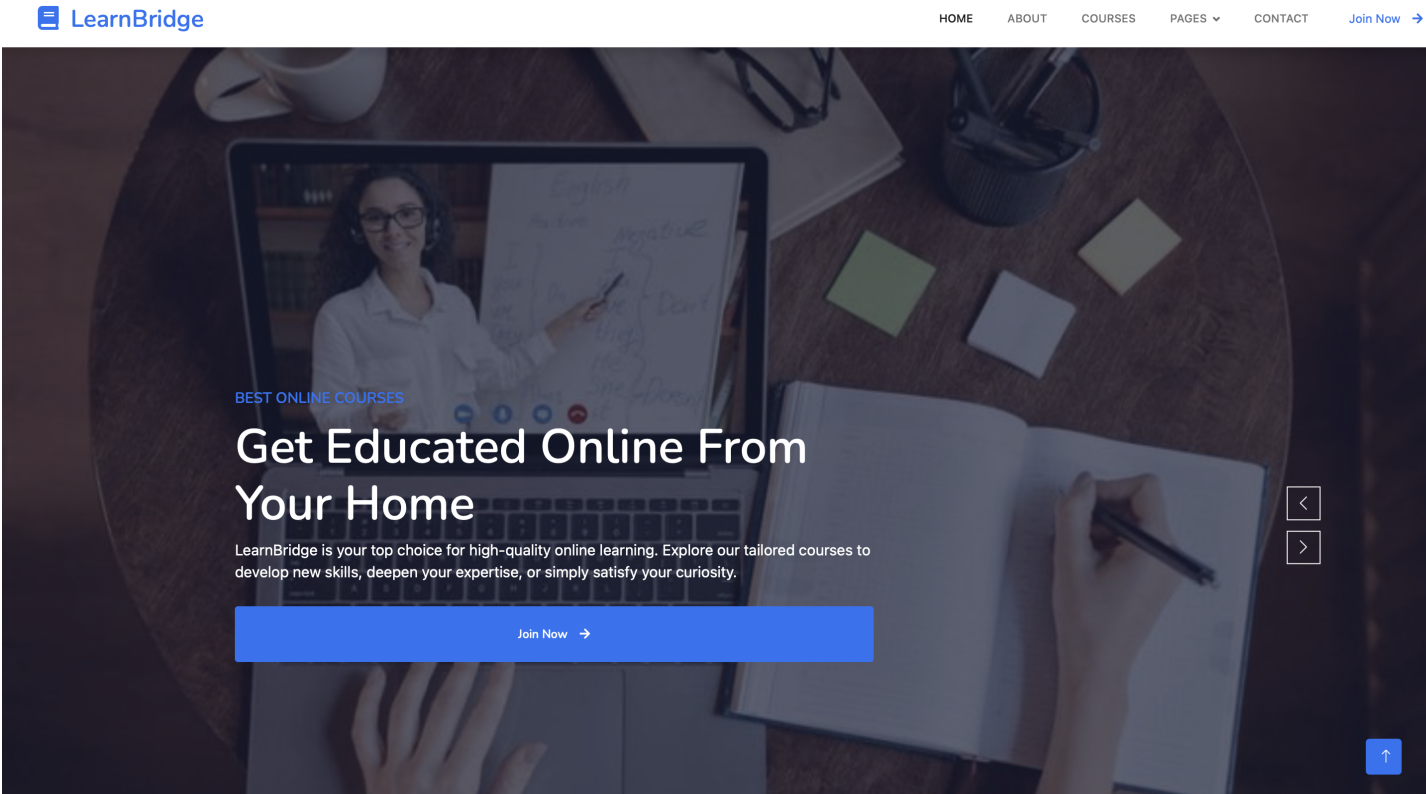 LearnBridge
HOME ABOUT COURSES PAGES CONTACT Join Now →
English
Negative
BEST ONLINE COURSES
Get Educated Online From
Your Home
LearnBridge is your top choice for high-quality online learning. Explore our tailored courses to
develop new skills, deepen your expertise, or simply satisfy your curiosity.
Join Now →